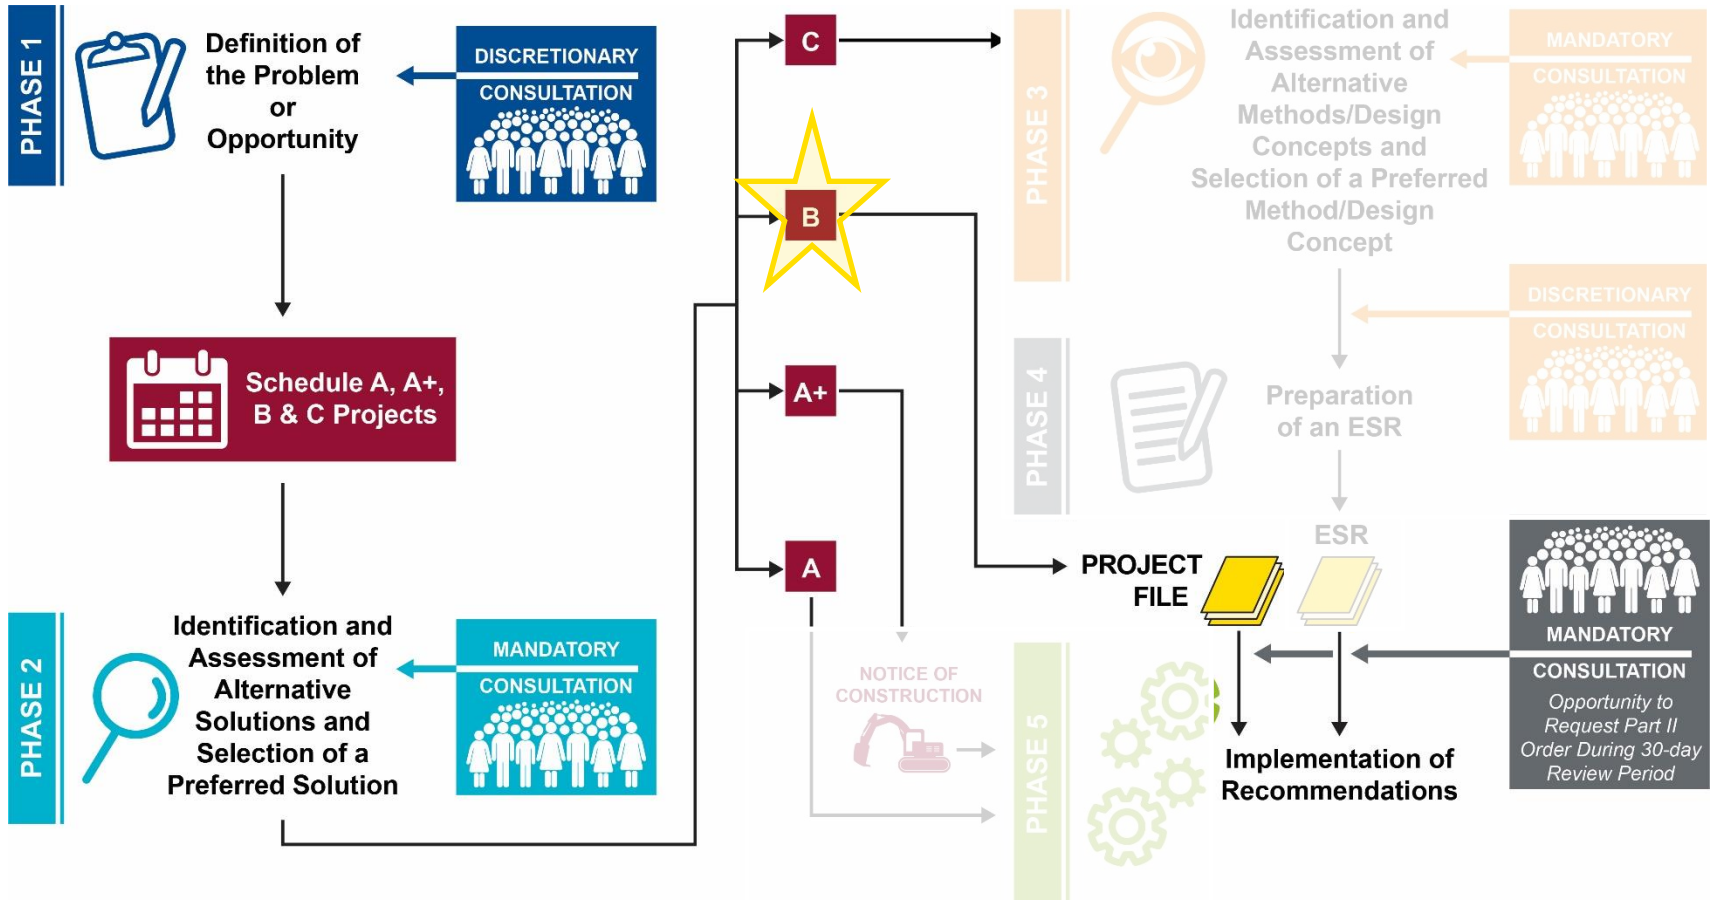 PHASE 1
Definition of
the Problem
or
Opportunity
DISCRETIONARY
CONSULTATION
Schedule A, A+,
B & C Projects
PHASE 2
Identification and
Assessment of
Alternative
Solutions and
Selection of a
Preferred Solution
MANDATORY
CONSULTATION
C
B
A+
A
NOTICE OF
CONSTRUCTION
PHASE 3
Identification and
Assessment of
Alternative
Methods/Design
Concepts and
Selection of a Preferred
Method/Design
Concept
MANDATORY
CONSULTATION
DISCRETIONARY
CONSULTATION
PHASE 4
Preparation
of an ESR
ESR
PROJECT
FILE
MANDATORY
CONSULTATION
Opportunity to
Request Part II
Order During 30-day
Review Period
PHASE 5
Implementation of
Recommendations